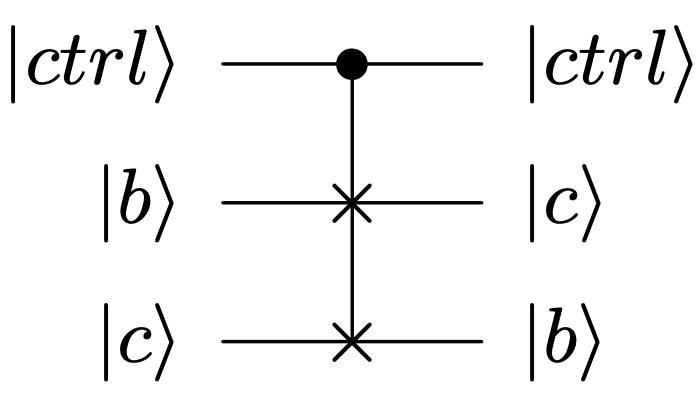 |ctrl⟩ |ctrl⟩
|b⟩ |c⟩
|c⟩ |b⟩